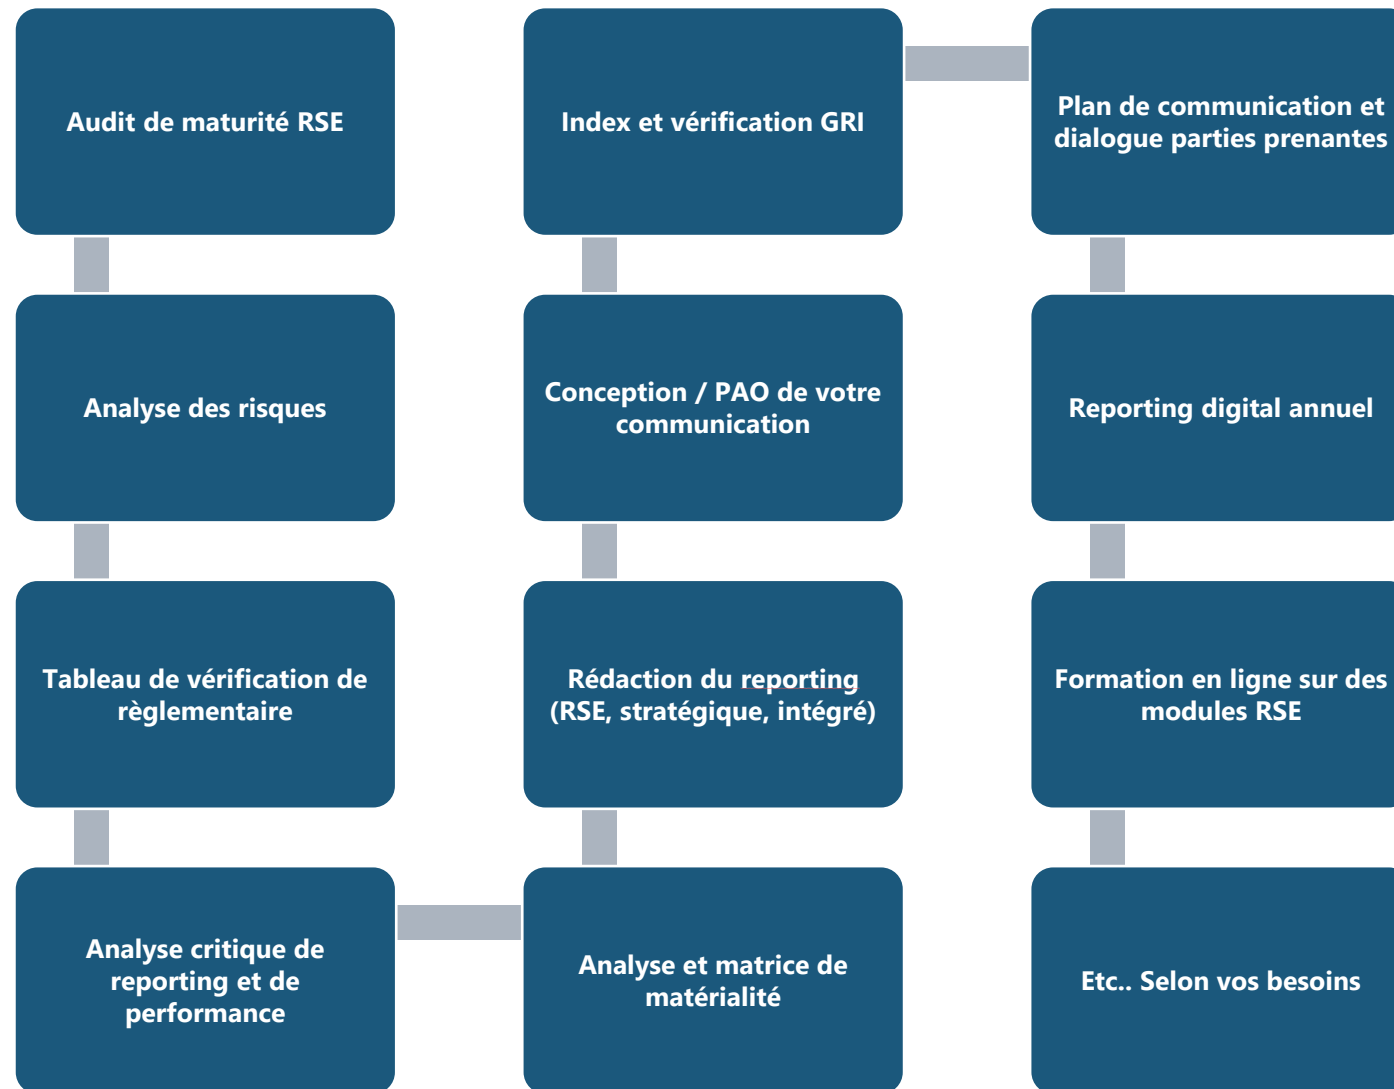 Audit de maturité RSE
Analyse des risques
Tableau de vérification de
règlementaire
Analyse critique de
reporting et de
performance
Analyse et matrice de
matérialité
Rédaction du reporting
(RSE, stratégique, intégré)
Conception / PAO de votre
communication
Index et vérification GRI
Plan de communication et
dialogue parties prenantes
Reporting digital annuel
Formation en ligne sur des
modules RSE
Etc.. Selon vos besoins